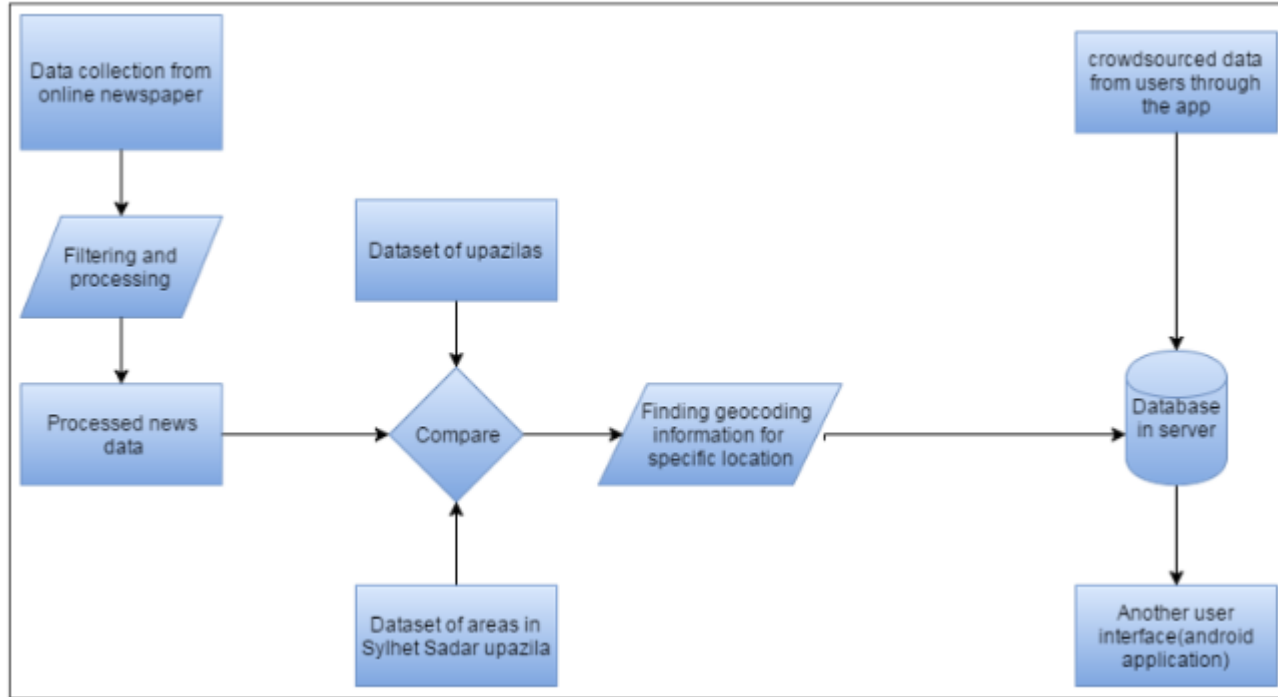 Data collection from
online newspaper
crowdsourced data
from users through
the app
Filtering and
processing
Dataset of upazilas
Processed news
data
Compare
Finding geocoding
information for
specific location
Database
in server
Dataset of areas in
Sylhet Sadar upazila
Another user
interface(android
application)